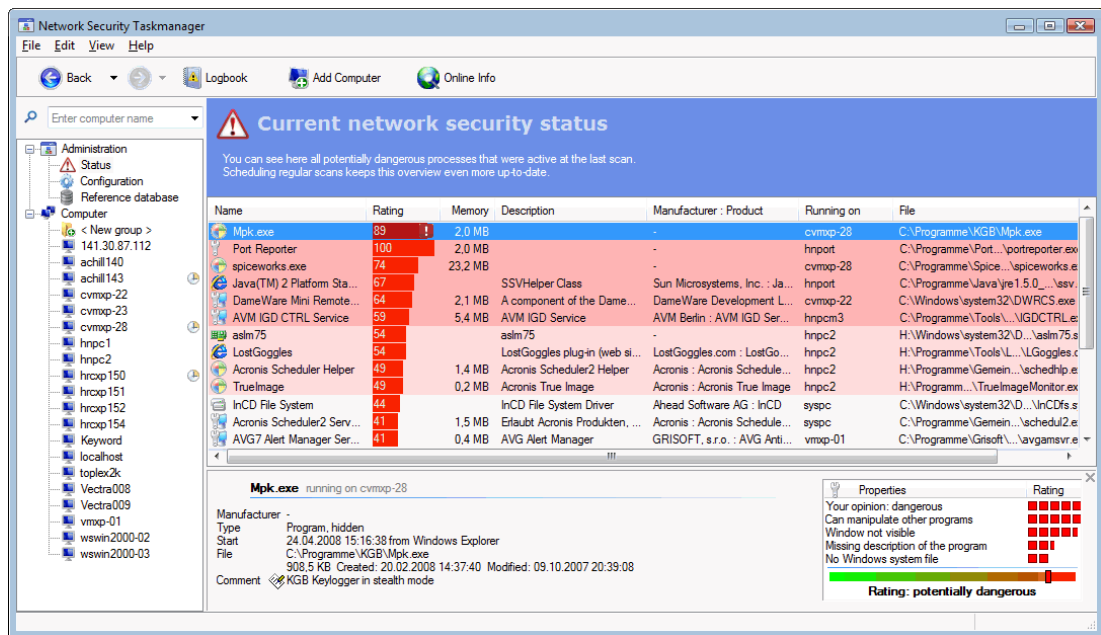 Network Security Taskmanager
File Edit View Help
Back Logbook Add Computer Online Info
Enter computer name
Administration
Status
Configuration
Reference database
Computer
< New group >
141.30.87.112
achill140
achill143
cvmxp-22
cvmxp-23
cvmxp-28
hnpc1
hnpc2
hrcxp150
hrcxp151
hrcxp152
hrcxp154
Keyword
localhost
toplex2k
Vectra008
Vectra009
vmxp-01
wswin2000-02
wswin2000-03
Current network security status
You can see here all potentially dangerous processes that were active at the last scan.
Scheduling regular scans keeps this overview even more up-to-date.
Name Rating Memory Description Manufacturer : Product Running on File
Mpk.exe 89 ! 2,0 MB - cvmxp-28 C:\Programme\KGB\Mpk.exe
Port Reporter 100 2,0 MB - hnport C:\Programme\Port...\portreporter.exe
spiceworks.exe 74 23,2 MB - cvmxp-28 C:\Programme\Spice...\spiceworks.e
Java(TM) 2 Platform Sta... 67 SSVHelper Class Sun Microsystems, Inc. : Ja... hnport C:\Programme\Java\jre1.5.0_...\ssv.
DameWare Mini Remote... 64 2,1 MB A component of the Dame... DameWare Development L... cvmxp-22 C:\Windows\system32\DWRCS.exe
AVM IGD CTRL Service 59 5,4 MB AVM IGD Service AVM Berlin : AVM IGD Ser... hnpcm3 C:\Programme\Tools\...\IGDCTRL.e
aslm75 54 aslm75 - hnpc2 H:\Windows\system32\D...\aslm75.s
LostGoggles 54 LostGoggles plug-in (web si... LostGoggles.com : LostGo... hnpc2 H:\Programme\Tools\L...\LGoggles.c
Acronis Scheduler Helper 49 1,4 MB Acronis Scheduler2 Helper Acronis : Acronis Schedule... hnpc2 H:\Programme\Gemein...\schedhlp.e
TrueImage 49 0,2 MB Acronis True Image Acronis : Acronis True Image hnpc2 H:\Programm...\TrueImageMonitor.ex
InCD File System 44 InCD File System Driver Ahead Software AG : InCD syspc C:\Windows\system32\D...\InCDfs.s
Acronis Scheduler2 Serv... 41 1,5 MB Erlaubt Acronis Produkten, ... Acronis : Acronis Schedule... syspc C:\Programme\Gemein...\schedul2.e
AVG7 Alert Manager Ser... 41 0,4 MB AVG Alert Manager GRISOFT, s.r.o. : AVG Anti... vmxp-01 C:\Programme\Grisoft\...\avgamsvr.e
Mpk.exe running on cvmxp-28
Manufacturer -
Type Program, hidden
Start 24.04.2008 15:16:38 from Windows Explorer
File C:\Programme\KGB\Mpk.exe
908,5 KB Created: 20.02.2008 14:37:40 Modified: 09.10.2007 20:39:08
Comment KGB Keylogger in stealth mode
Properties Rating
Your opinion: dangerous
Can manipulate other programs
Window not visible
Missing description of the program
No Windows system file
Rating: potentially dangerous